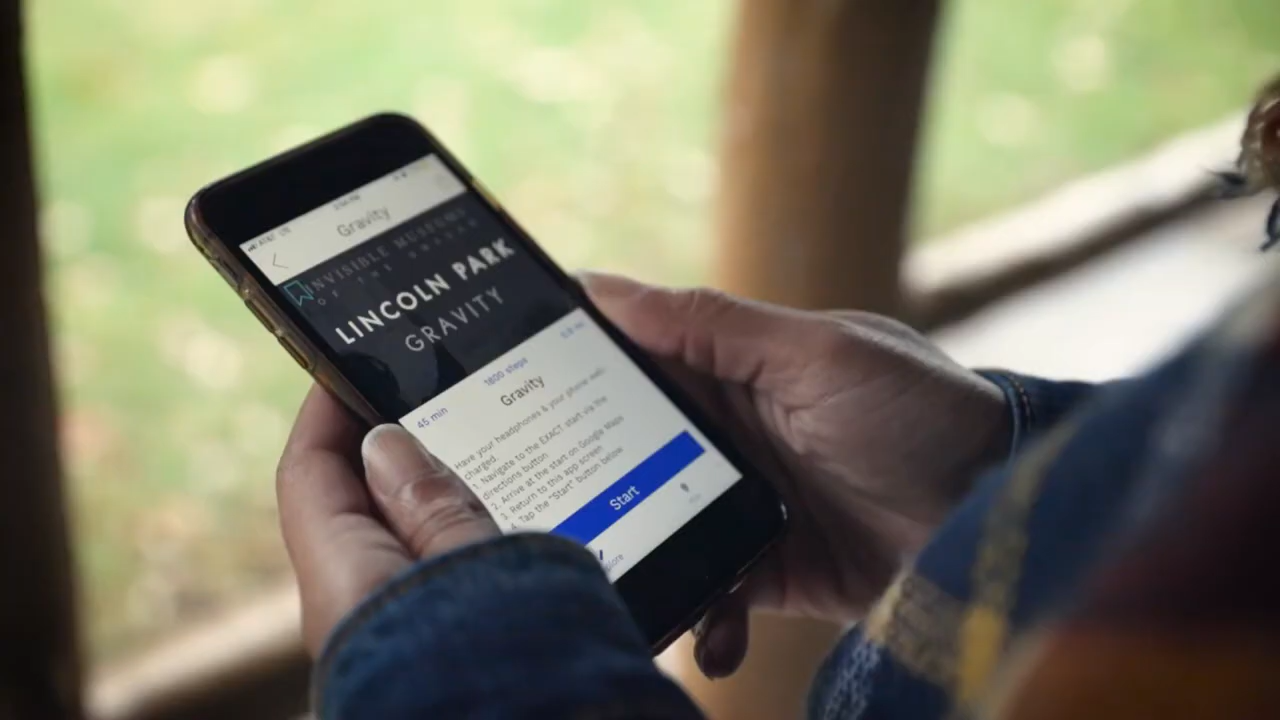 AT&T LTE
Gravity
INVISIBLE MUSEUMS
OF THE UNSEEN
LINCOLN PARK
GRAVITY
45 min
1800 steps
Gravity
Have your headphones & your phone well-
charged.
1. Navigate to the EXACT start via the
directions button
2. Arrive at the start on Google Maps
3. Return to this app screen
4. Tap the "Start" button below
Start